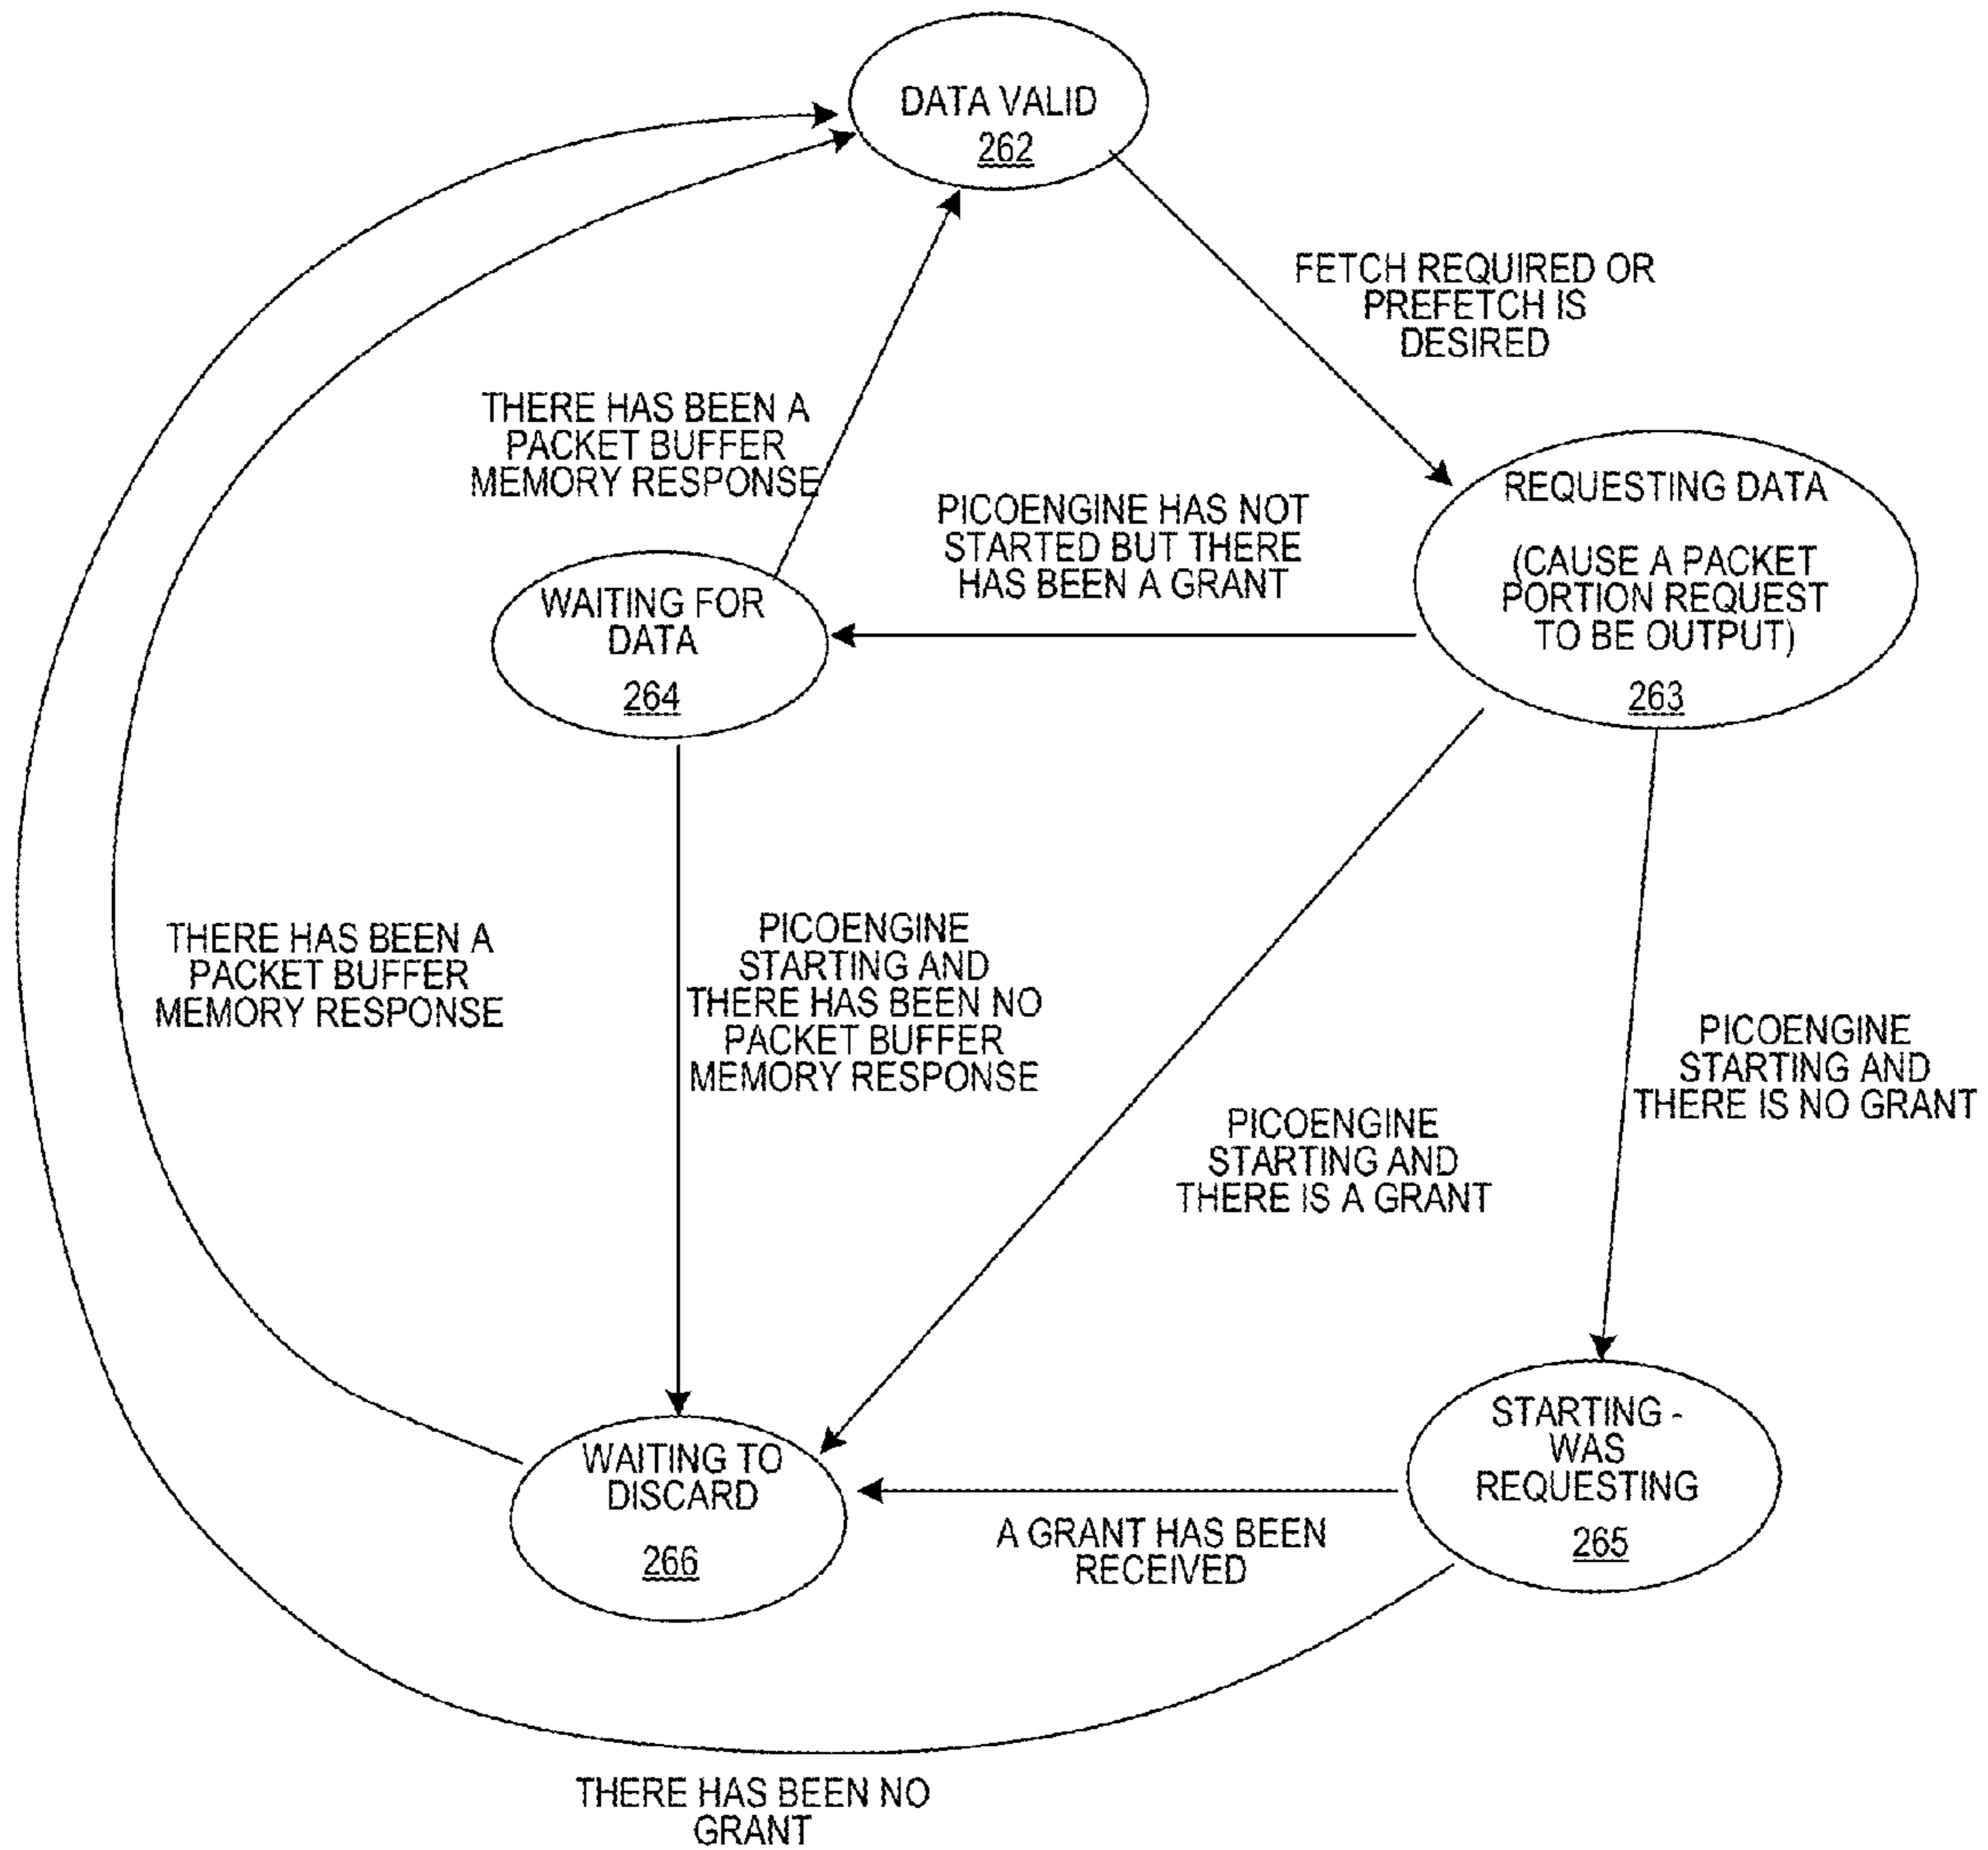 DATA VALID
262
FETCH REQUIRED OR
PREFETCH IS
DESIRED
THERE HAS BEEN A
PACKET BUFFER
MEMORY RESPONSE
PICOENGINE HAS NOT
STARTED BUT THERE
HAS BEEN A GRANT
REQUESTING DATA
(CAUSE A PACKET
PORTION REQUEST
TO BE OUTPUT)
263
WAITING FOR
DATA
264
THERE HAS BEEN A
PACKET BUFFER
MEMORY RESPONSE
PICOENGINE
STARTING AND
THERE HAS BEEN NO
PACKET BUFFER
MEMORY RESPONSE
PICOENGINE
STARTING AND
THERE IS A GRANT
PICOENGINE
STARTING AND
THERE IS NO GRANT
WAITING TO
DISCARD
266
A GRANT HAS BEEN
RECEIVED
STARTING -
WAS
REQUESTING
265
THERE HAS BEEN NO
GRANT